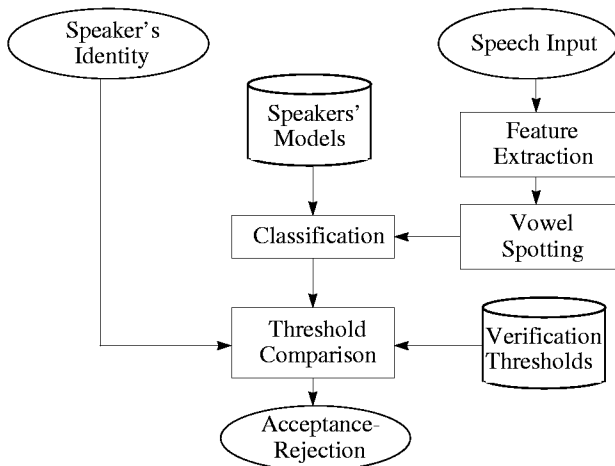 Speaker's
Identity
Speech Input
Speakers'
Models
Feature
Extraction
Classification
Vowel
Spotting
Threshold
Comparison
Verification
Thresholds
Acceptance-
Rejection